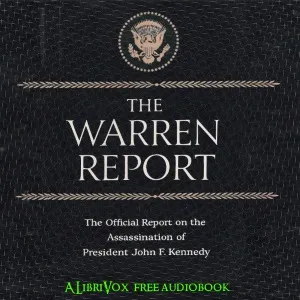 THE
WARREN
REPORT
The Official Report on the
Assassination of
President John F. Kennedy
A LIBRIVOX FREE AUDIOBOOK